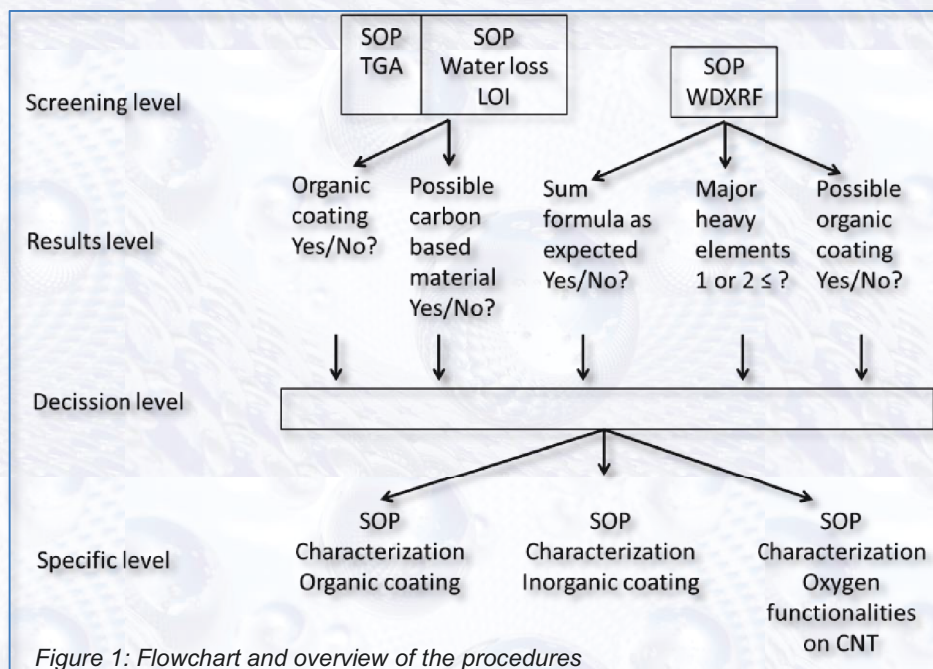 SOP
TGA
SOP
Water loss
LOI
SOP
WDXRF
Screening level
Organic
coating
Yes/No?
Possible
carbon
based
material
Yes/No?
Sum
formula as
expected
Yes/No?
Major
heavy
elements
1 or 2 ≤ ?
Possible
organic
coating
Yes/No?
Results level
Decission level
Specific level
SOP
Characterization
Organic coating
SOP
Characterization
Inorganic coating
SOP
Characterization
Oxygen
functionalities
on CNT
Figure 1: Flowchart and overview of the procedures